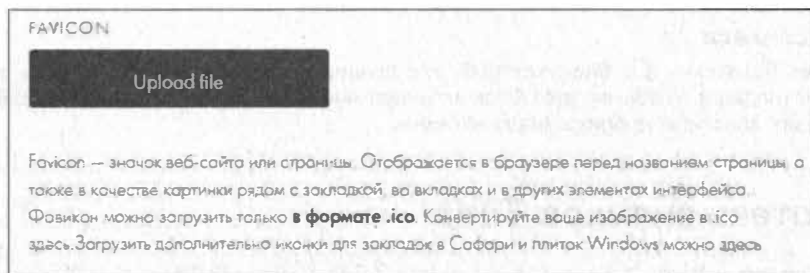 FAVICON
Upload file
Favicon — значок веб-сайта или страницы. Отображается в браузере перед названием страницы, а
также в качестве картинки рядом с закладкой, во вкладках и в других элементах интерфейса.
Фавикон можно загрузить только в формате .ico. Конвертируйте ваше изображение в .ico
здесь. Загрузить дополнительно иконки для закладок в Сафари и плиток Windows можно здесь